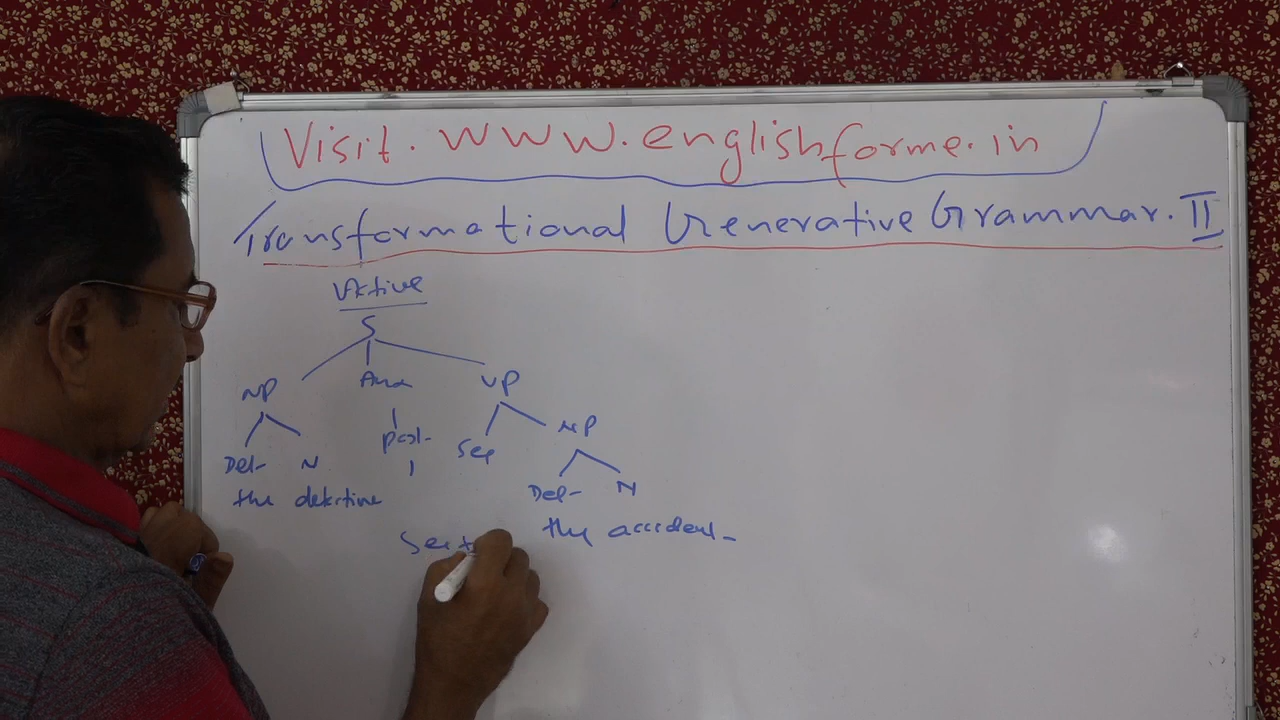 Visit. www.englishforme.in
Transformational Generative Grammar. II
Active
S
NP Aux VP
Det- N past- see NP
the detective Det- N
the accident-
see +